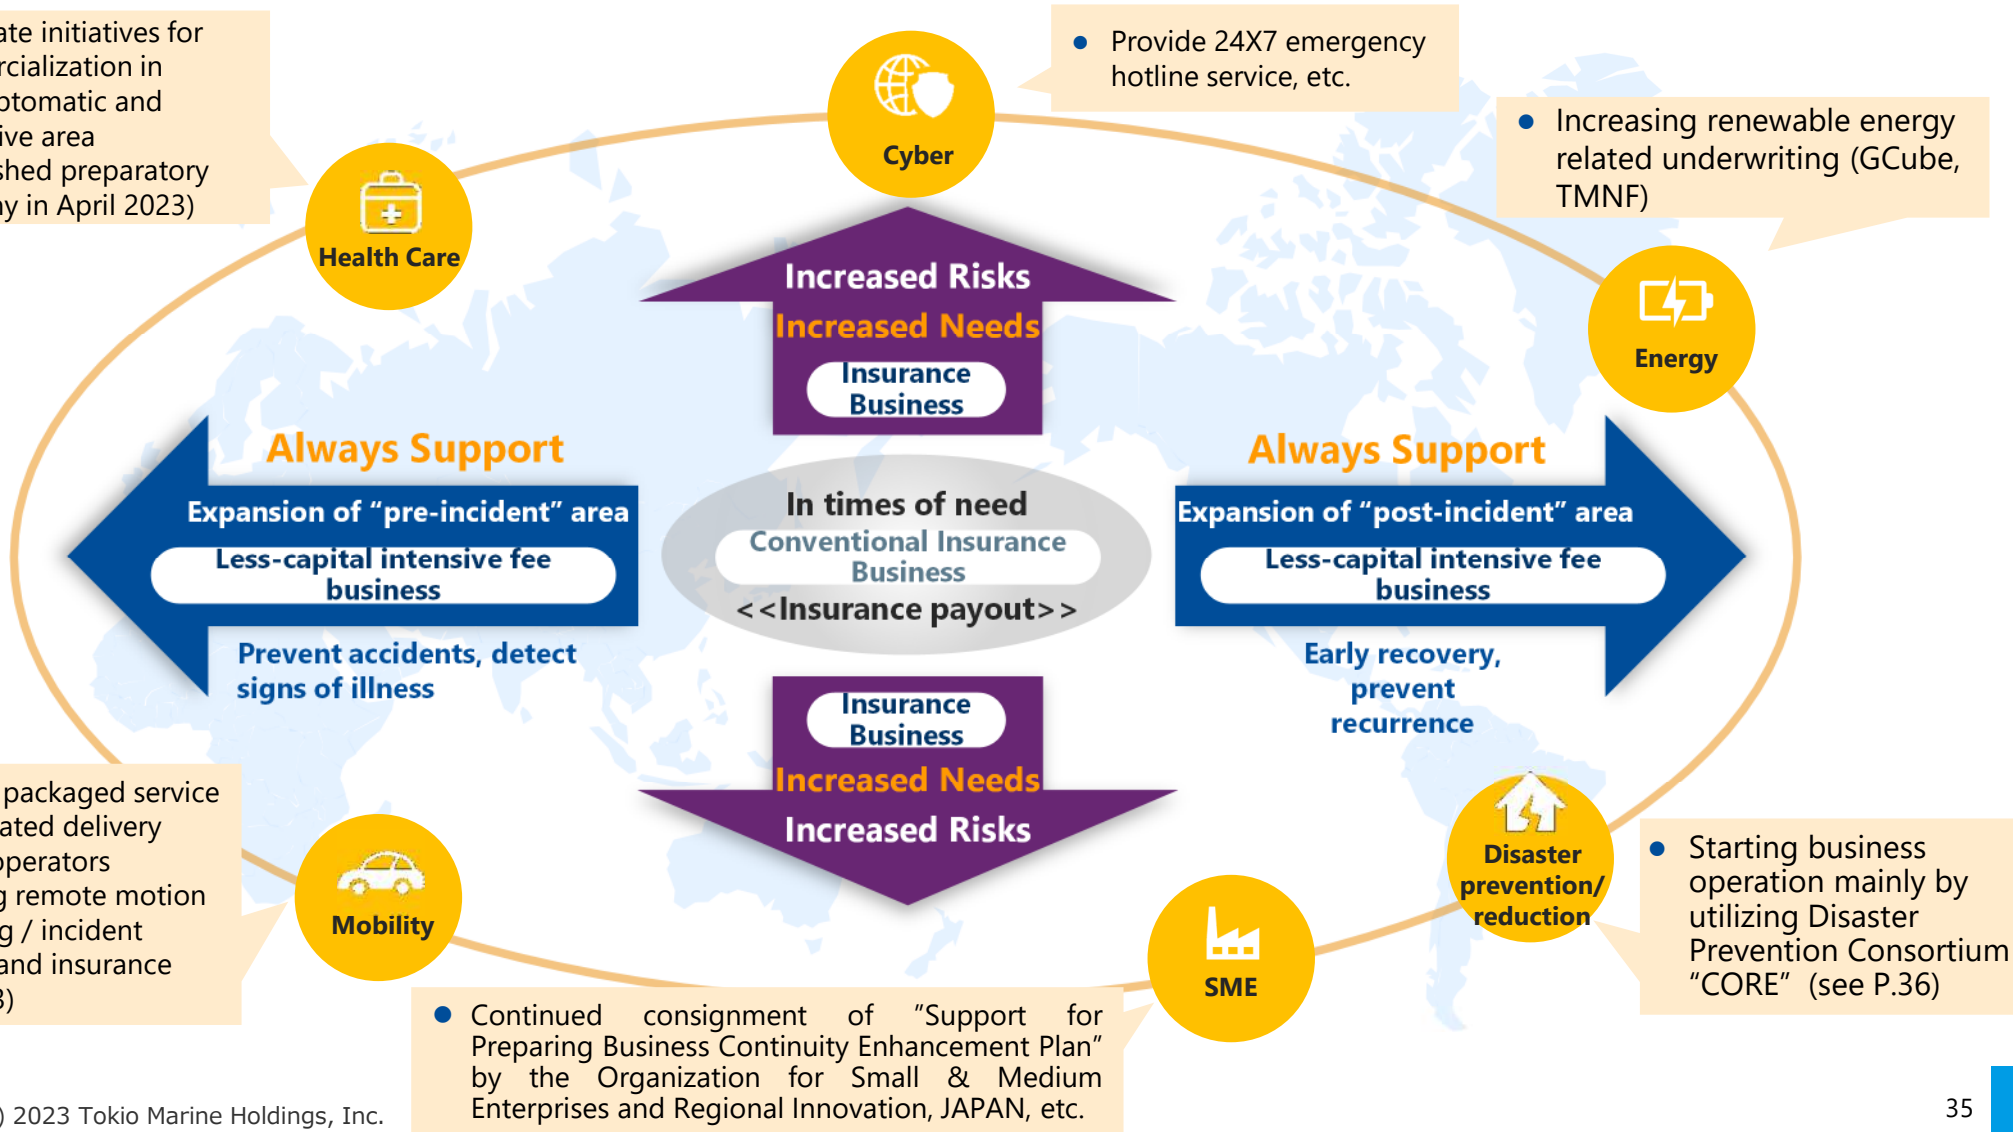 initiatives for
in
and
area
preparatory
in April 2023)
● Provide 24X7 emergency
hotline service, etc.
● Increasing renewable energy
related underwriting (GCube,
TMNF)
Cyber
Health Care
Energy
Increased Risks
Increased Needs
Insurance
Business
Always Support
Expansion of “pre-incident” area
Less-capital intensive fee
business
Prevent accidents, detect
signs of illness
In times of need
Conventional Insurance
Business
<<Insurance payout>>
Always Support
Expansion of “post-incident” area
Less-capital intensive fee
business
Early recovery,
prevent
recurrence
Insurance
Business
Increased Needs
Increased Risks
packaged service
delivery
operators
remote motion
/ incident
and insurance
Mobility
SME
Disaster
prevention/
reduction
● Starting business
operation mainly by
utilizing Disaster
Prevention Consortium
“CORE” (see P.36)
● Continued consignment of ”Support for
Preparing Business Continuity Enhancement Plan”
by the Organization for Small & Medium
Enterprises and Regional Innovation, JAPAN, etc.
) 2023 Tokio Marine Holdings, Inc.
35